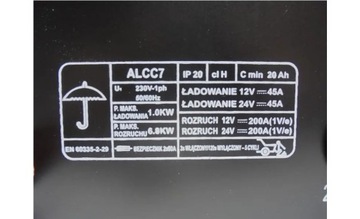 ALCC7 IP 20 cl H C min 20 Ah
U₁ 230V-1ph
50/60Hz
ŁADOWANIE 12V ⎓ 45A
ŁADOWANIE 24V ⎓ 45A
P. MAKS.
ŁADOWANIA 1.0KW
P. MAKS.
ROZRUCHU 6.8KW
ROZRUCH 12V ⎓ 200A(1V/e)
ROZRUCH 24V ⎓ 200A(1V/e)
EN 60335-2-29
BEZPIECZNIK